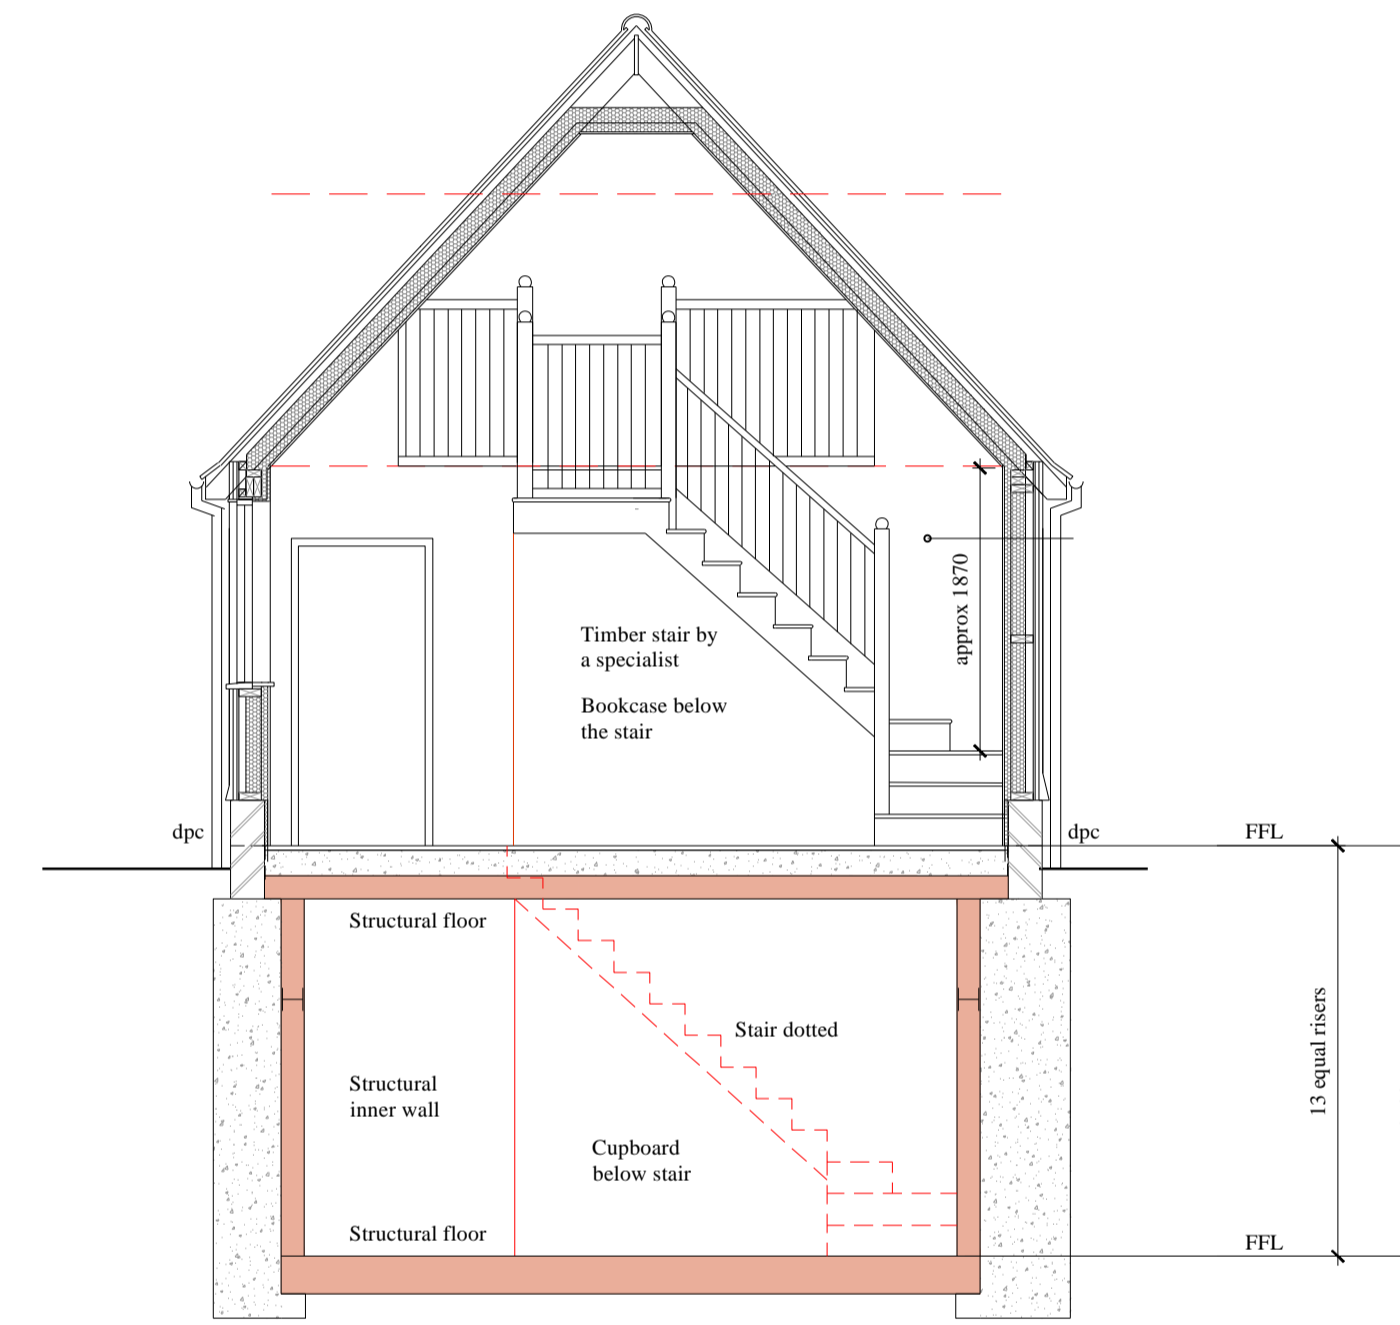 Timber stair by
a specialist
Bookcase below
the stair
approx 1870
dpc
dpc
FFL
Structural floor
Stair dotted
13 equal risers
Structural
inner wall
Cupboard
below stair
Structural floor
FFL